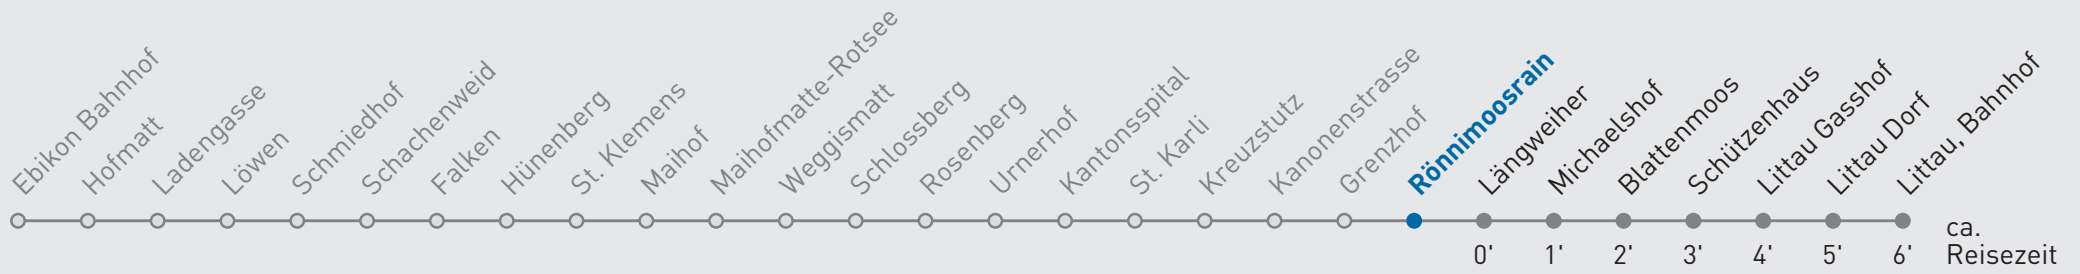 Ebikon Bahnhof
Hofmatt
Ladengasse
Löwen
Schmiedhof
Schachenweid
Falken
Hünenberg
St. Klemens
Maihof
Maihofmatte-Rotsee
Weggismatt
Schlossberg
Rosenberg
Urnerhof
Kantonsspital
St. Karli
Kreuzstutz
Kanonenstrasse
Grenzhof
Rönnimoosrain
Längweiher
Michaelshof
Blattenmoos
Schützenhaus
Littau Gasshof
Littau Dorf
Littau, Bahnhof
0' 1' 2' 3' 4' 5' 6'
ca.
Reisezeit